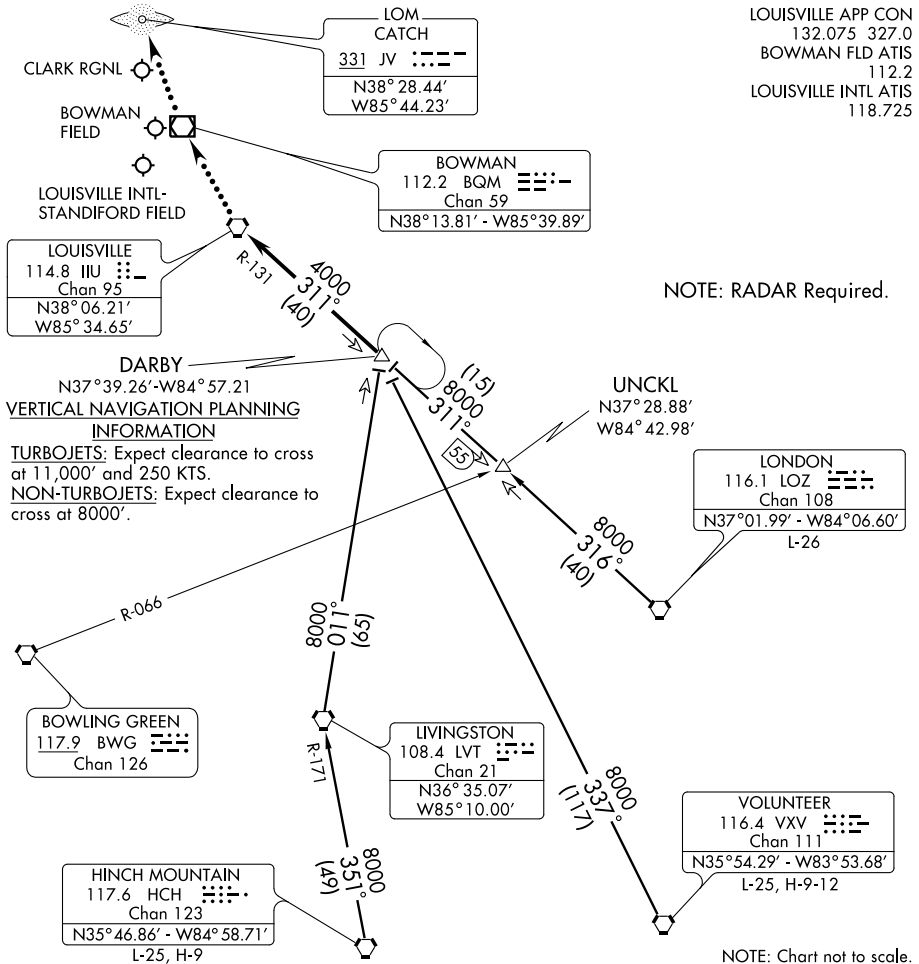 LOM
CATCH
331 JV
N38° 28.44′
W85° 44.23′
LOUISVILLE APP CON
132.075 327.0
BOWMAN FLD ATIS
112.2
LOUISVILLE INTL ATIS
118.725
CLARK RGNL
BOWMAN
FIELD
LOUISVILLE INTL-
STANDIFORD FIELD
BOWMAN
112.2 BQM
Chan 59
N38° 13.81′ - W85° 39.89′
LOUISVILLE
114.8 IIU
Chan 95
N38° 06.21′
W85° 34.65′
R-131
4000
311°
(40)
NOTE: RADAR Required.
DARBY
N37° 39.26′-W84° 57.21
VERTICAL NAVIGATION PLANNING
INFORMATION
TURBOJETS: Expect clearance to cross
at 11,000′ and 250 KTS.
NON-TURBOJETS: Expect clearance to
cross at 8000′.
(15)
8000
311°
55
UNCKL
N37° 28.88′
W84° 42.98′
LONDON
116.1 LOZ
Chan 108
N37° 01.99′ - W84° 06.60′
L-26
8000
316°
(40)
R-066
8000
011°
(65)
BOWLING GREEN
117.9 BWG
Chan 126
LIVINGSTON
108.4 LVT
Chan 21
N36° 35.07′
W85° 10.00′
R-171
8000
337°
(117)
VOLUNTEER
116.4 VXV
Chan 111
N35° 54.29′ - W83° 53.68′
L-25, H-9-12
8000
351°
(49)
HINCH MOUNTAIN
117.6 HCH
Chan 123
N35° 46.86′ - W84° 58.71′
L-25, H-9
NOTE: Chart not to scale.